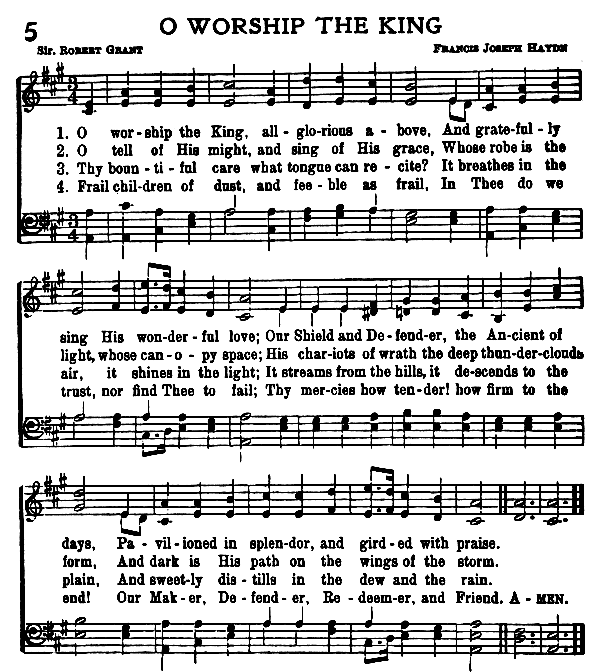 5 O WORSHIP THE KING
Sir. Robert Grant Francis Joseph Haydn
3 4
1. O wor - ship the King, all - glo - rious a - bove, And grate - ful - ly
2. O tell of His might, and sing of His grace, Whose robe is the
3. Thy boun - ti - ful care what tongue can re - cite? It breathes in the
4. Frail chil - dren of dust, and fee - ble as frail, In Thee do we
3 4
sing His won - der - ful love; Our Shield and De - fend - er, the An - cient of
light, whose can - o - py space; His char - iots of wrath the deep thun - der - clouds
air, it shines in the light; It streams from the hills, it de - scends to the
trust, nor find Thee to fail; Thy mer - cies how ten - der! how firm to the
days, Pa - vil - ioned in splen - dor, and gird - ed with praise.
form, And dark is His path on the wings of the storm.
plain, And sweet - ly dis - tills in the dew and the rain.
end! Our Mak - er, De - fend - er, Re - deem - er, and Friend. A - MEN.